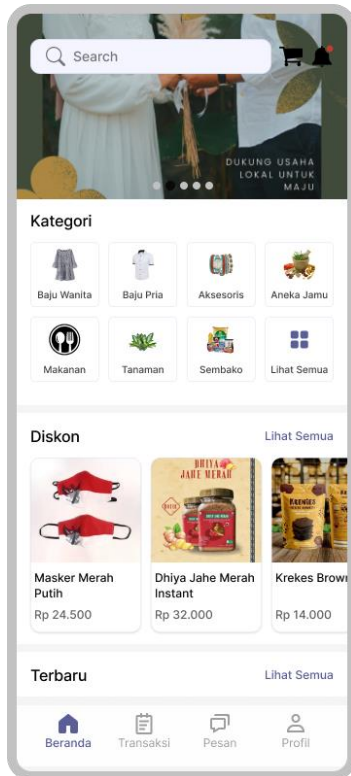 Search
DUKUNG USAHA
LOKAL UNTUK
MAJU
Kategori
Baju Wanita
Baju Pria
Aksesoris
Aneka Jamu
Makanan
Tanaman
Sembako
Lihat Semua
Diskon
Lihat Semua
DHIYA
JAHE MERAH
KREKES
Masker Merah
Putih
Rp 24.500
Dhiya Jahe Merah
Instant
Rp 32.000
Krekes Brow
Rp 14.000
Terbaru
Lihat Semua
Beranda
Transaksi
Pesan
Profil